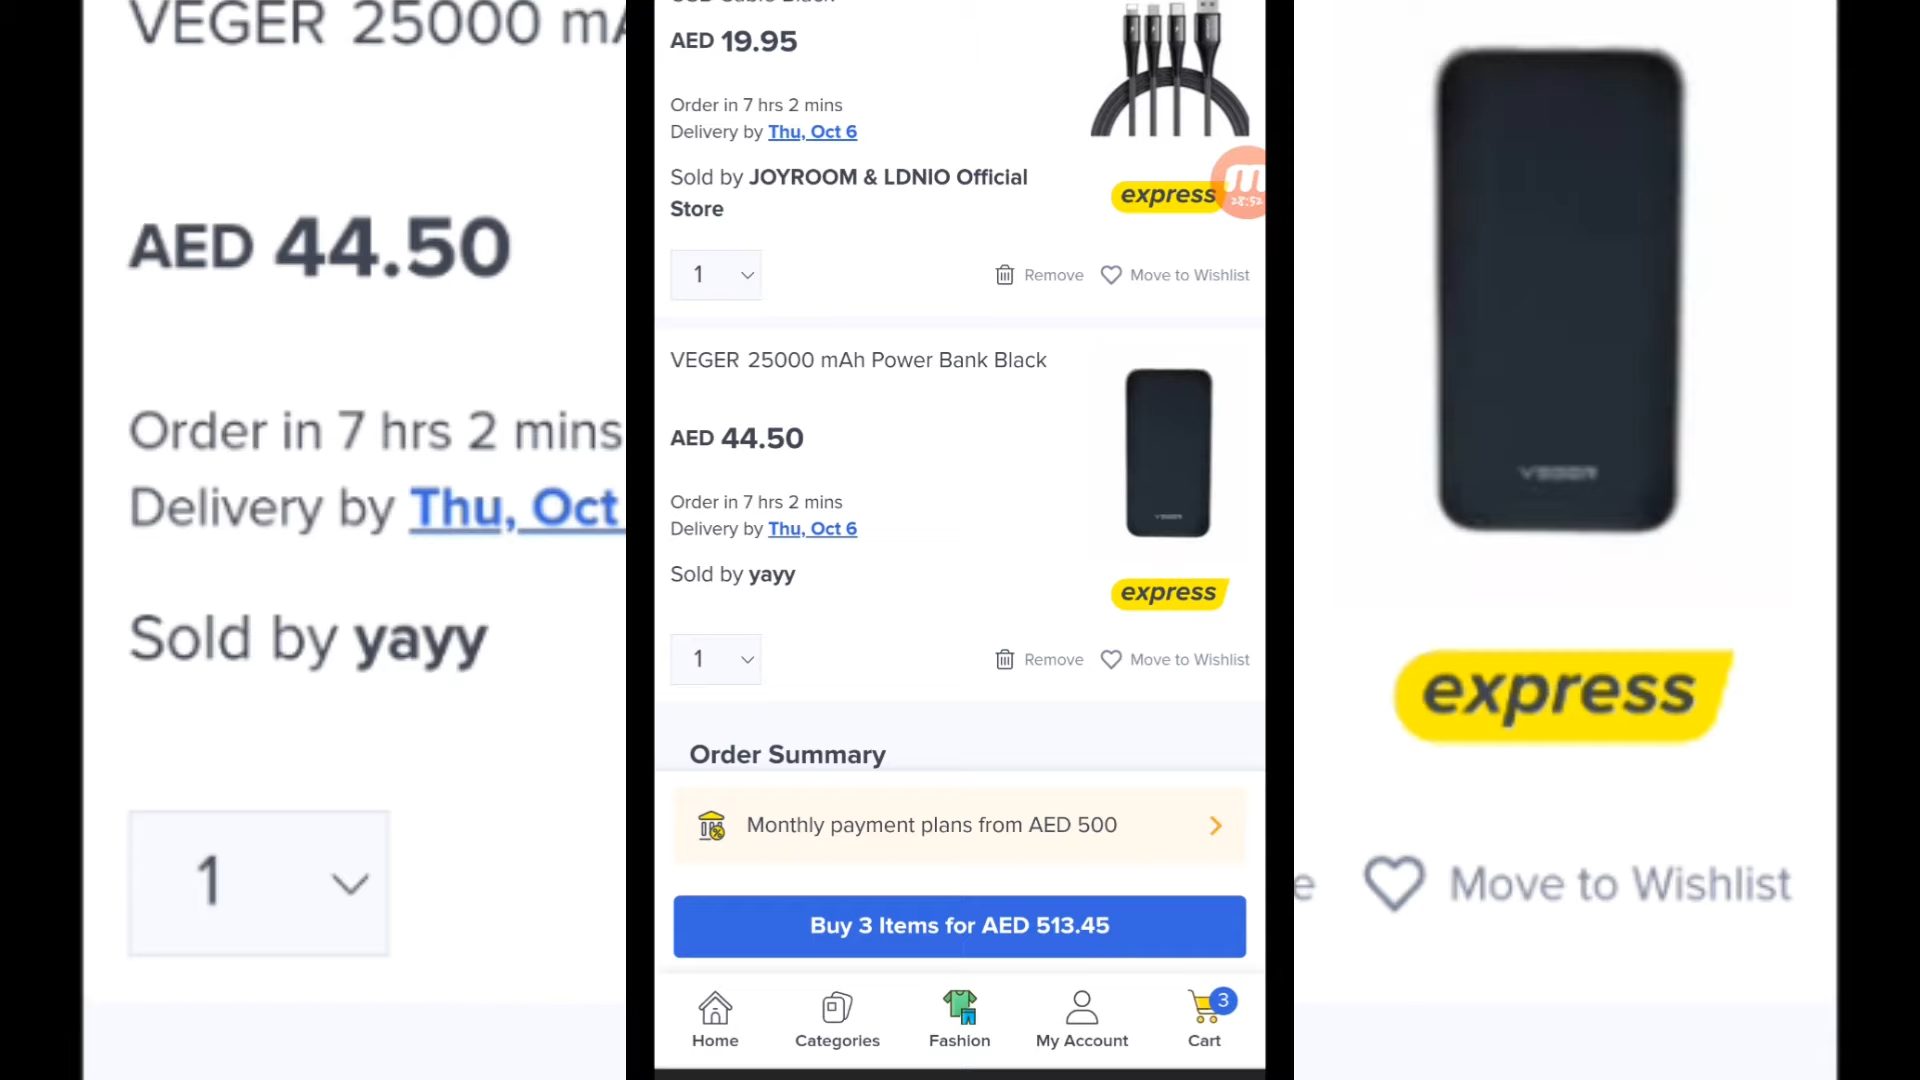 VEGER 25000
AED 44.50
Order in 7 hrs 2 mins
Delivery by Thu, Oct
Sold by yayy
1
AED 19.95
Order in 7 hrs 2 mins
Delivery by Thu, Oct 6
Sold by JOYROOM & LDNIO Official
Store
express
28:52
1
Remove
Move to Wishlist
VEGER 25000 mAh Power Bank Black
AED 44.50
Order in 7 hrs 2 mins
Delivery by Thu, Oct 6
VEGER
Sold by yayy
express
1
Remove
Move to Wishlist
Order Summary
Monthly payment plans from AED 500
Buy 3 Items for AED 513.45
Home
Categories
Fashion
My Account
3
Cart
VEGER
express
e
Move to Wishlist